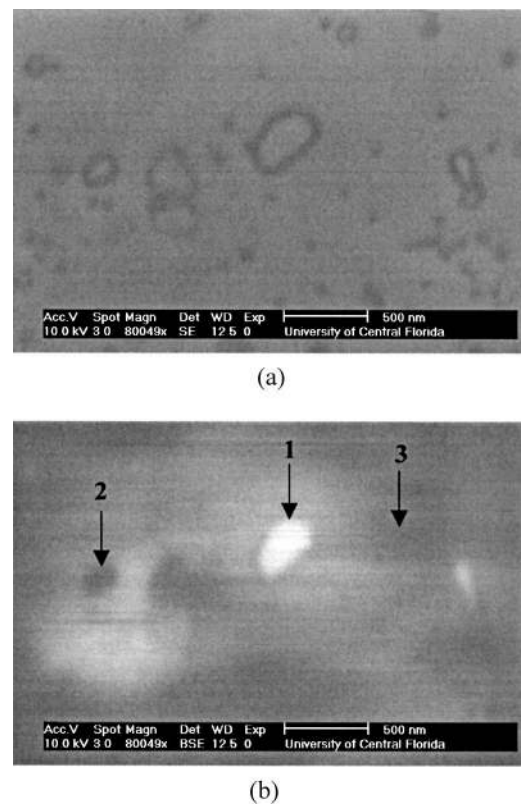 Acc.V Spot Magn Det WD Exp 500 nm
10.0 kV 3.0 80049x SE 12.5 0 University of Central Florida
(a)
1
3
2
Acc.V Spot Magn Det WD Exp 500 nm
10.0 kV 3.0 80049x BSE 12.5 0 University of Central Florida
(b)